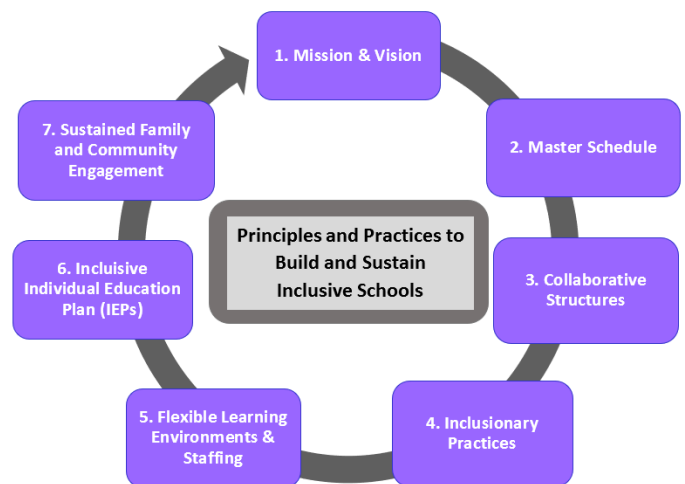 1. Mission & Vision
2. Master Schedule
3. Collaborative
Structures
4. Inclusionary
Practices
5. Flexible Learning
Environments &
Staffing
6. Incluisive
Individual Education
Plan (IEPs)
7. Sustained Family
and Community
Engagement
Principles and Practices to
Build and Sustain
Inclusive Schools